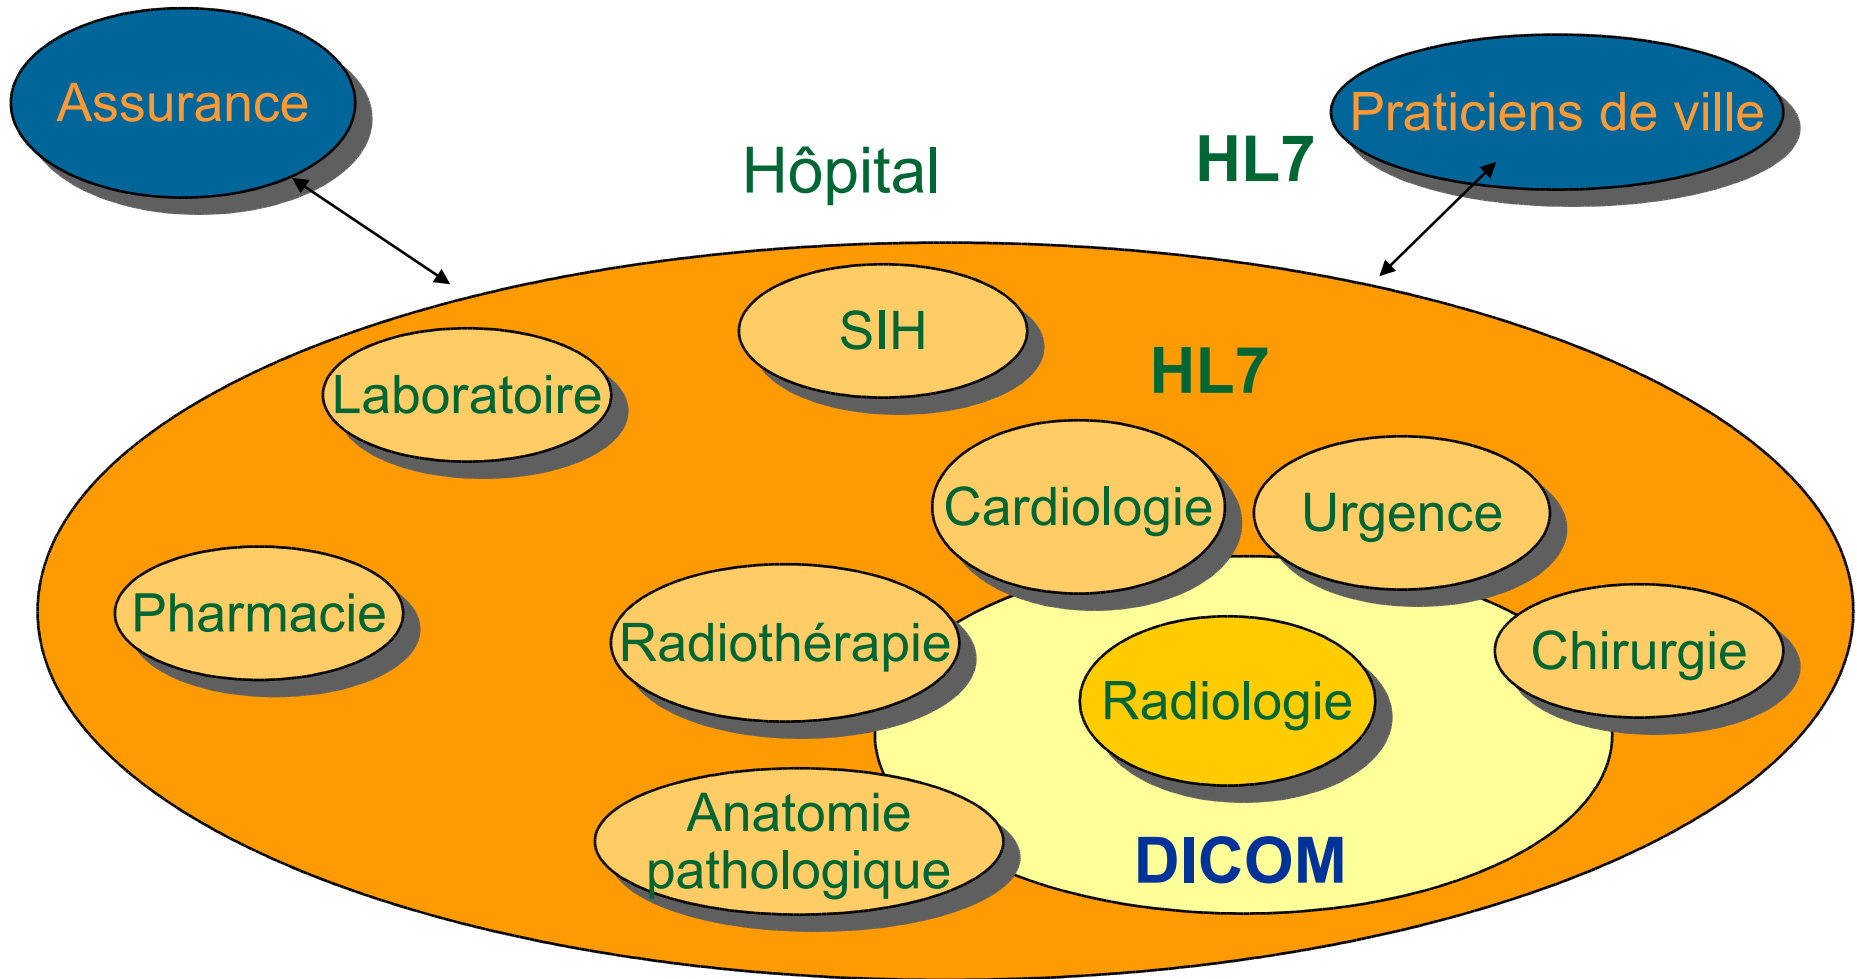 Assurance
Praticiens de ville
Hôpital
HL7
SIH
HL7
Laboratoire
Cardiologie
Urgence
Pharmacie
Radiothérapie
Chirurgie
Radiologie
Anatomie
pathologique
DICOM